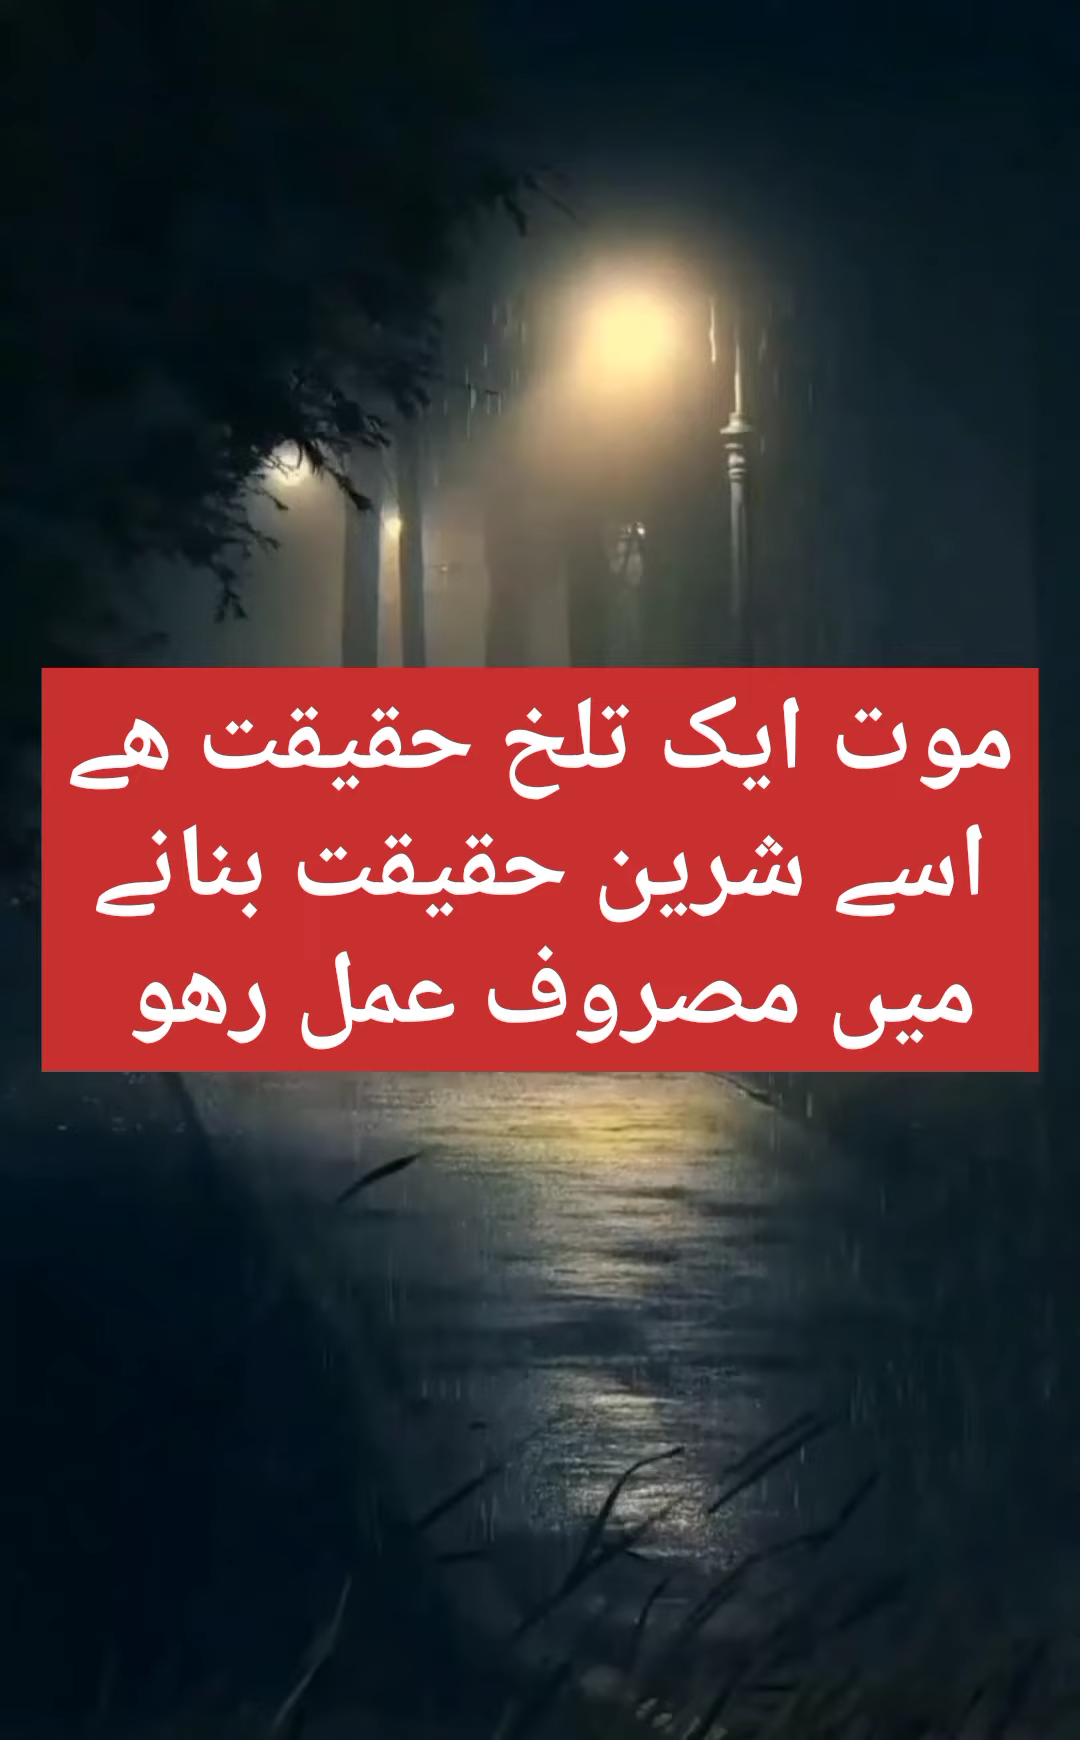 موت ایک تلخ حقیقت ھے
اسے شرین حقیقت بنانے
میں مصروف عمل رھو